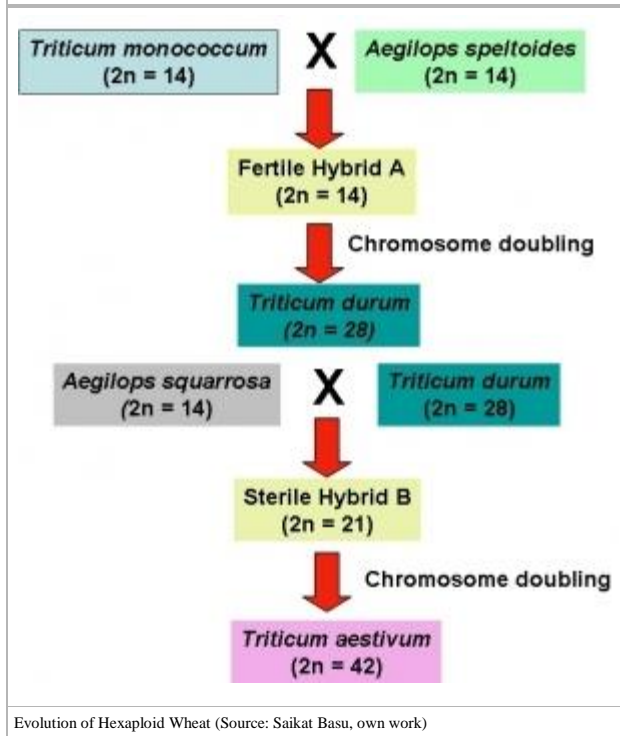 Triticum monococcum X Aegilops speltoides
(2n = 14) (2n = 14)
Fertile Hybrid A
(2n = 14)
Chromosome doubling
Triticum durum
(2n = 28)
Aegilops squarrosa X Triticum durum
(2n = 14) (2n = 28)
Sterile Hybrid B
(2n = 21)
Chromosome doubling
Triticum aestivum
(2n = 42)
Evolution of Hexaploid Wheat (Source: Saikat Basu, own work)